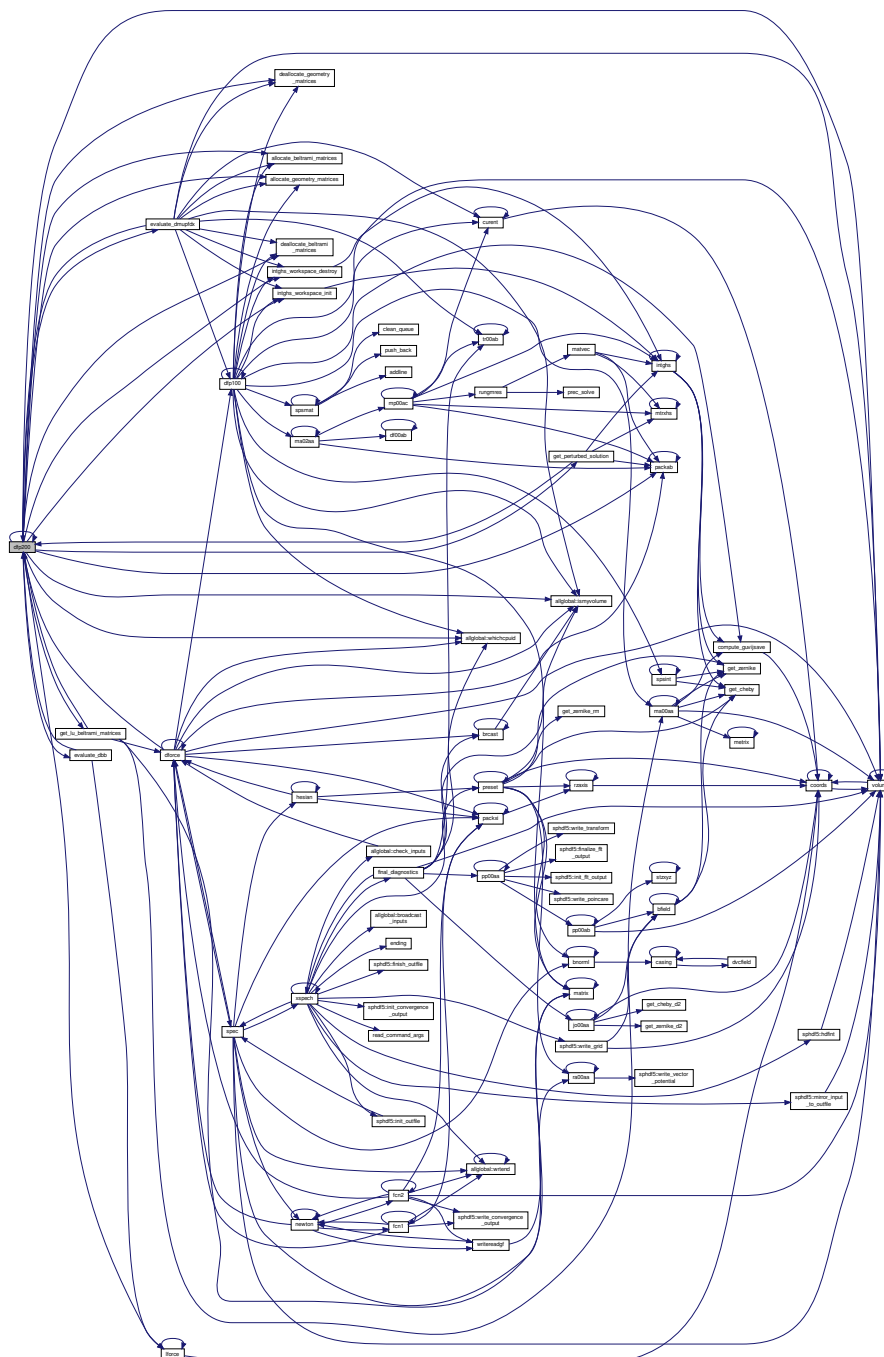 deallocate_geometry
_matrices
allocate_beltrami_matrices
allocate_geometry_matrices
evaluate_dmupfdx
curent
deallocate_beltrami
_matrices
intghs_workspace_destroy
intghs_workspace_init
clean_queue
push_back
addline
tr00ab
matvec
intghs
dfp100
spsmat
mp00ac
rungmres
prec_solve
mtrxhs
ma02aa
df00ab
get_perturbed_solution
packab
dfp200
allglobal::ismyvolume
allglobal::whichcpuid
compute_guvijsave
get_zernike
spsint
get_cheby
ma00aa
get_zernike_rm
get_lu_beltrami_matrices
brcast
metrix
evaluate_dbb
dforce
preset
rzaxis
coords
volume
hesian
packxi
sphdf5::write_transform
allglobal::check_inputs
sphdf5::finalize_flt
_output
final_diagnostics
pp00aa
sphdf5::init_flt_output
stzxyz
sphdf5::write_poincare
bfield
allglobal::broadcast
_inputs
pp00ab
ending
sphdf5::finish_outfile
bnorml
casing
dvcfield
xspech
matrix
sphdf5::init_convergence
_output
get_cheby_d2
jo00aa
get_zernike_d2
spec
read_command_args
sphdf5::hdfint
sphdf5::write_grid
ra00aa
sphdf5::write_vector
_potential
sphdf5::mirror_input
_to_outfile
sphdf5::init_outfile
allglobal::wrtend
fcn2
sphdf5::write_convergence
_output
newton
fcn1
writereadgf
lforce